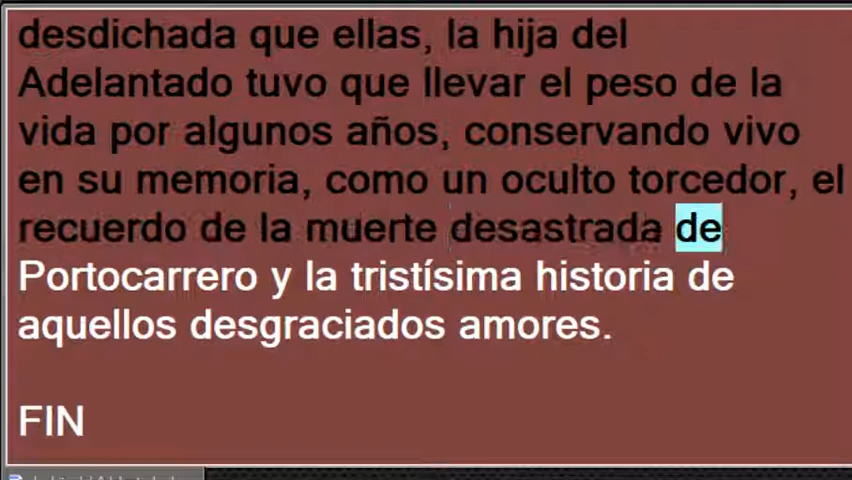 desdichada que ellas, la hija del
Adelantado tuvo que llevar el peso de la
vida por algunos años, conservando vivo
en su memoria, como un oculto torcedor, el
recuerdo de la muerte desastrada de
Portocarrero y la tristísima historia de
aquellos desgraciados amores.
FIN